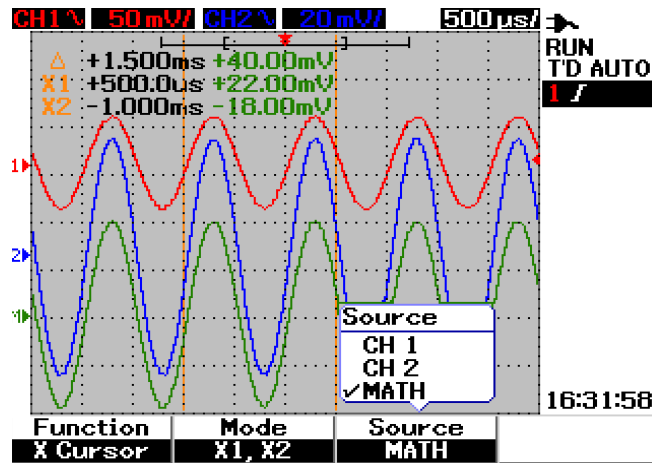 CH1 ∿ 50 mV/ CH2 ∿ 20 mV/ 500 µs/
RUN
T'D AUTO
1
Δ +1.500ms +40.00mV
X1 +500.0us +22.00mV
X2 -1.000ms -18.00mV
1
2
M
Source
CH 1
CH 2
✓MATH
16:31:58
Function Mode Source
X Cursor X1, X2 MATH